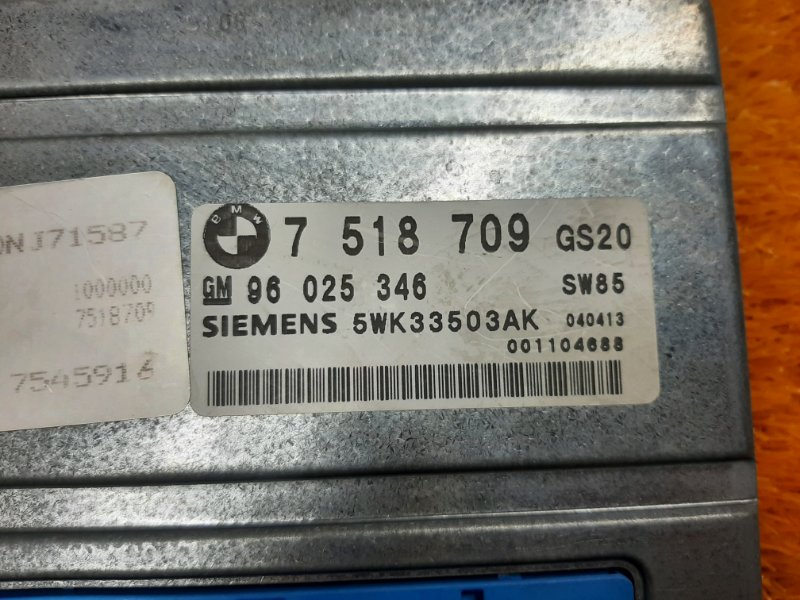 NJ71587
1000000
7518709
7545916
BMW 7 518 709 GS20
GM 96 025 346 SW85
SIEMENS 5WK33503AK 040413
001104688